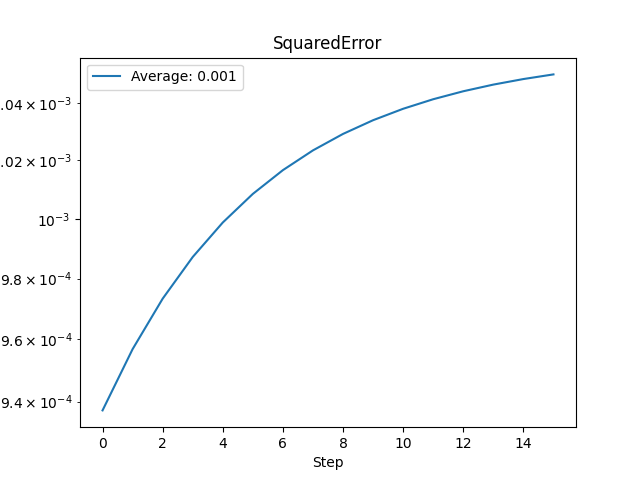 SquaredError
Average: 0.001
.04 × 10⁻³
.02 × 10⁻³
10⁻³
9.8 × 10⁻⁴
9.6 × 10⁻⁴
9.4 × 10⁻⁴
0 2 4 6 8 10 12 14
Step